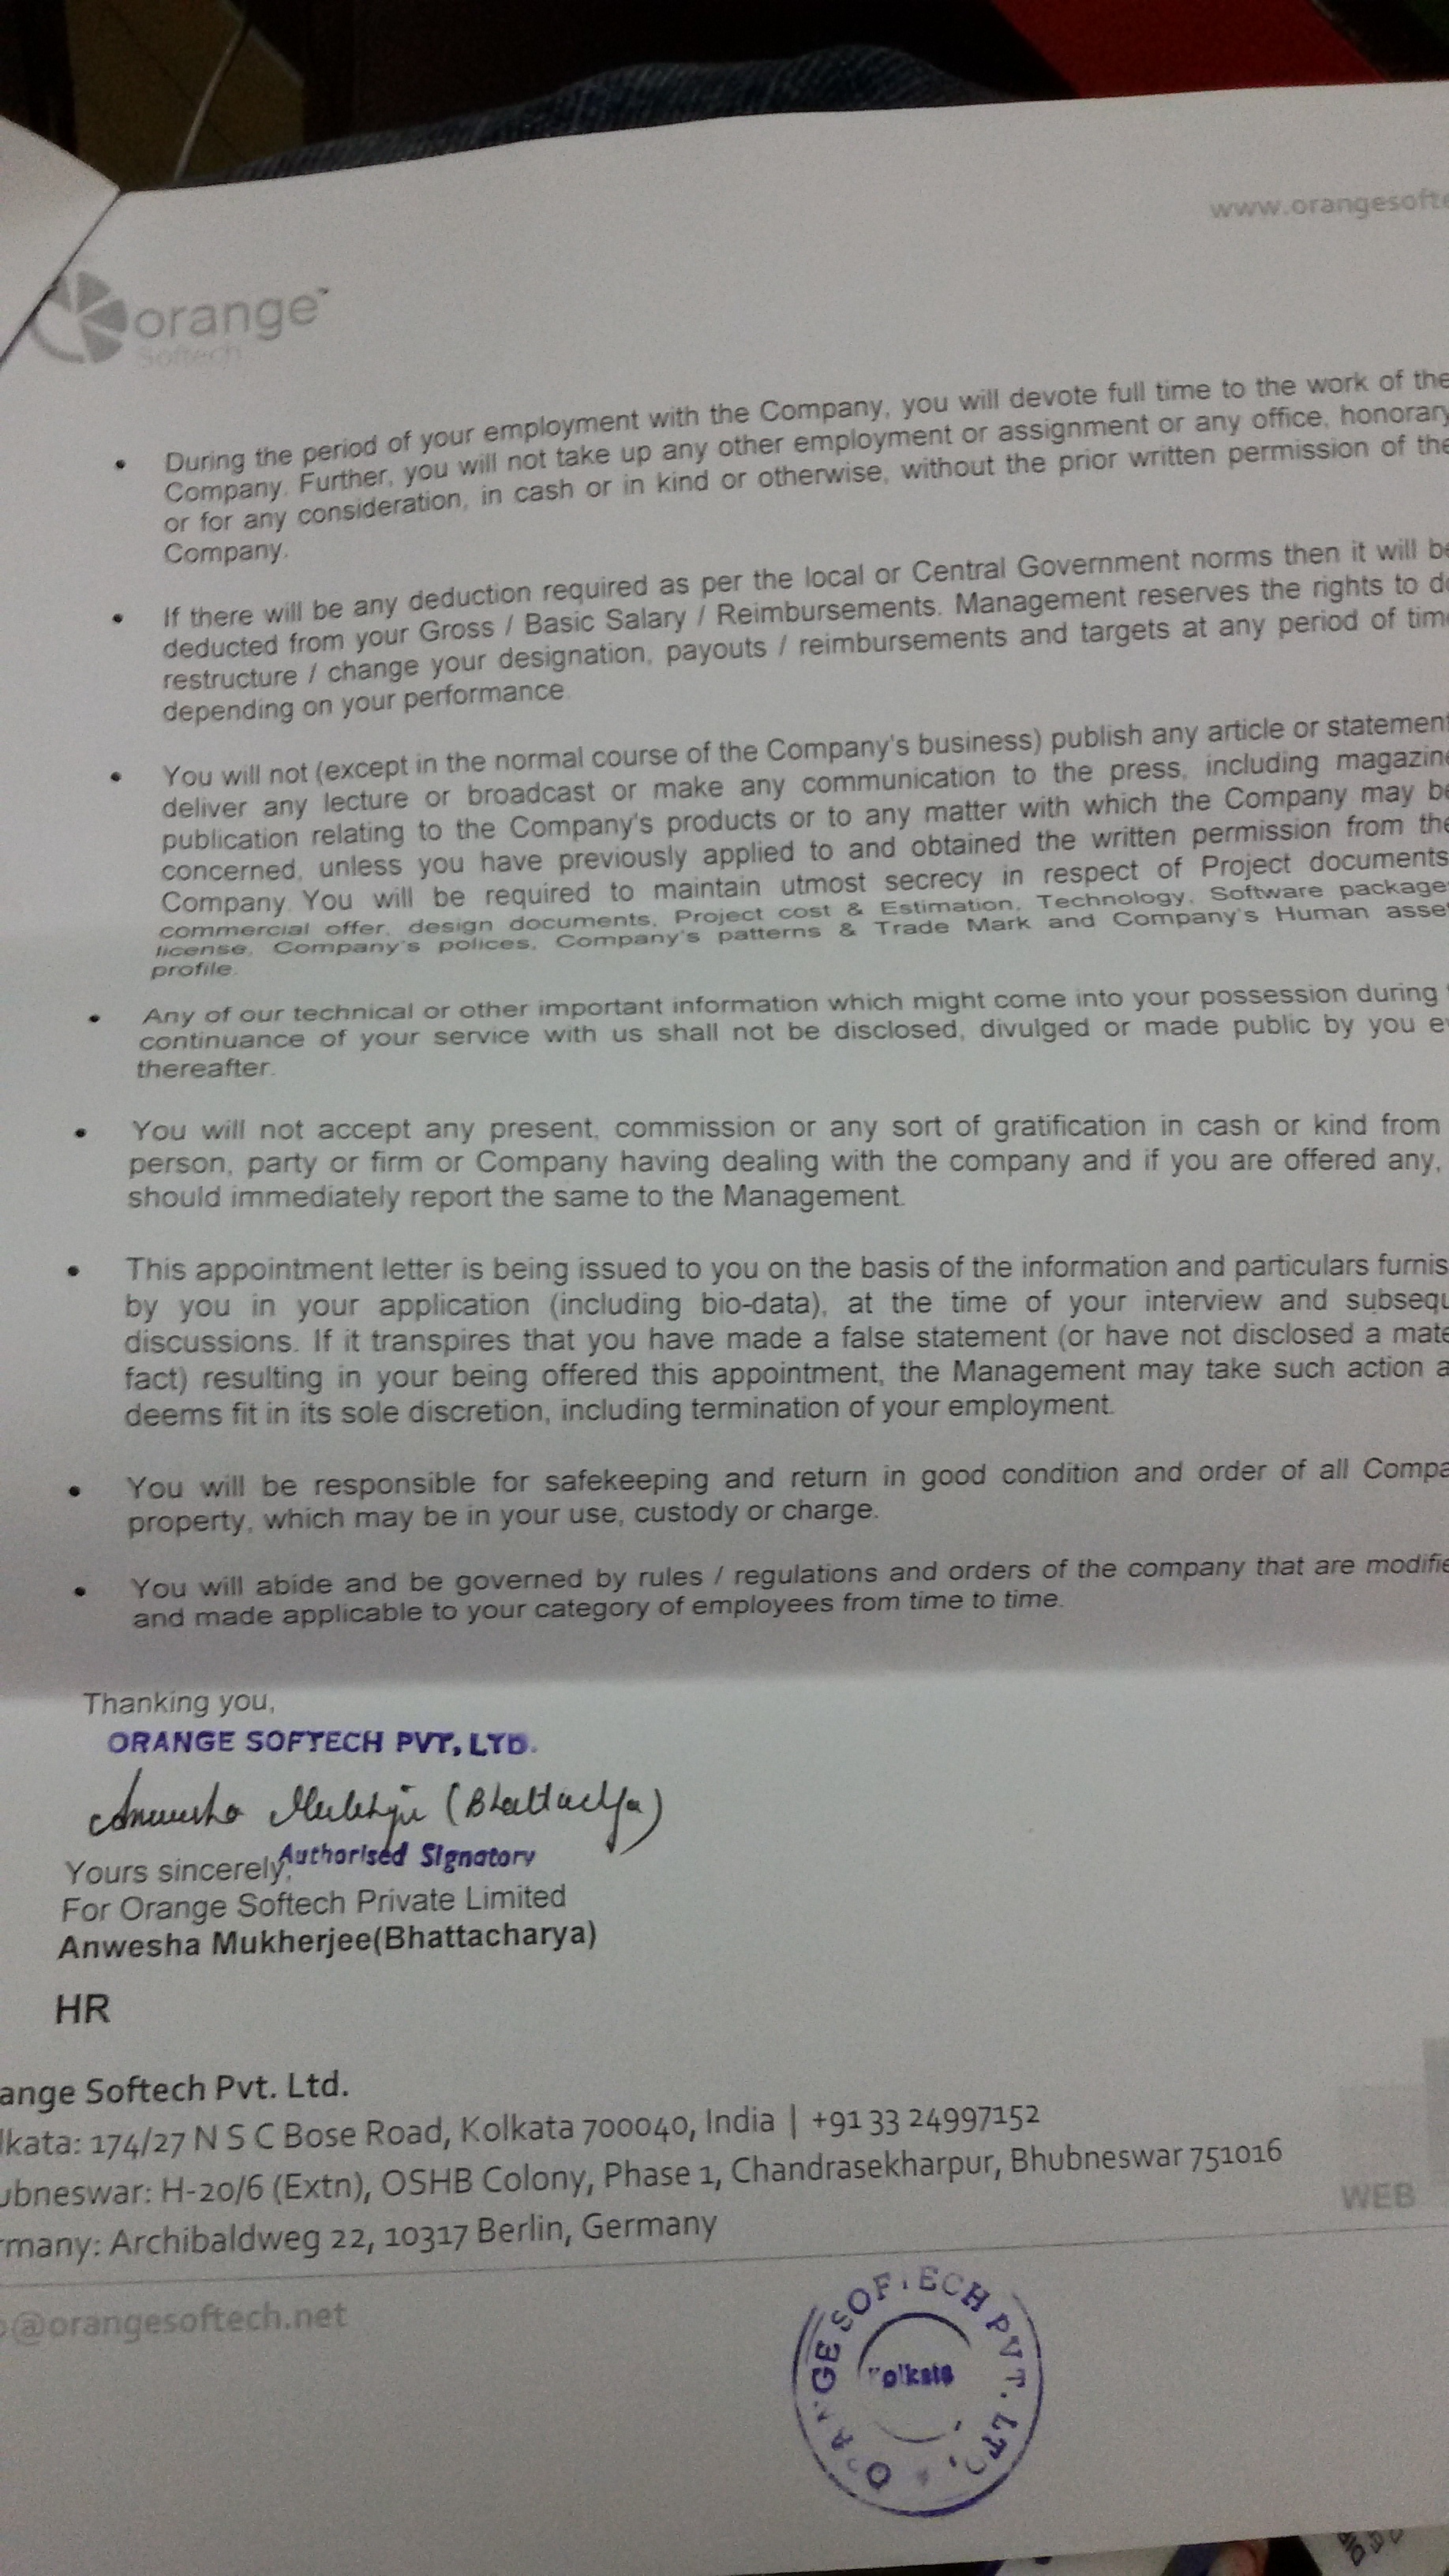 www.orangesofte
orange
Softech
• During the period of your employment with the Company, you will devote full time to the work of the
Company. Further, you will not take up any other employment or assignment or any office, honorary
or for any consideration, in cash or in kind or otherwise, without the prior written permission of the
Company.
• If there will be any deduction required as per the local or Central Government norms then it will be
deducted from your Gross / Basic Salary / Reimbursements. Management reserves the rights to do
restructure / change your designation, payouts / reimbursements and targets at any period of time
depending on your performance.
• You will not (except in the normal course of the Company's business) publish any article or statement
deliver any lecture or broadcast or make any communication to the press, including magazine
publication relating to the Company's products or to any matter with which the Company may be
concerned, unless you have previously applied to and obtained the written permission from the
Company. You will be required to maintain utmost secrecy in respect of Project documents
commercial offer, design documents, Project cost & Estimation, Technology, Software package
license, Company's polices, Company's patterns & Trade Mark and Company's Human asset
profile.
• Any of our technical or other important information which might come into your possession during
continuance of your service with us shall not be disclosed, divulged or made public by you ev
thereafter.
• You will not accept any present, commission or any sort of gratification in cash or kind from
person, party or firm or Company having dealing with the company and if you are offered any,
should immediately report the same to the Management.
• This appointment letter is being issued to you on the basis of the information and particulars furnis
by you in your application (including bio-data), at the time of your interview and subsequ
discussions. If it transpires that you have made a false statement (or have not disclosed a mate
fact) resulting in your being offered this appointment, the Management may take such action a
deems fit in its sole discretion, including termination of your employment.
• You will be responsible for safekeeping and return in good condition and order of all Compa
property, which may be in your use, custody or charge.
• You will abide and be governed by rules / regulations and orders of the company that are modifie
and made applicable to your category of employees from time to time.
Thanking you,
ORANGE SOFTECH PVT. LTD.
Anwesha Mukherjee (Bhattacharya)
Authorised Signatory
Yours sincerely,
For Orange Softech Private Limited
Anwesha Mukherjee(Bhattacharya)
HR
ange Softech Pvt. Ltd.
lkata: 174/27 N S C Bose Road, Kolkata 700040, India | +91 33 24997152
ubneswar: H-20/6 (Extn), OSHB Colony, Phase 1, Chandrasekharpur, Bhubneswar 751016
rmany: Archibaldweg 22, 10317 Berlin, Germany
WEB
o@orangesoftech.net
ORANGE SOFTECH PVT. LTD.
Kolkata